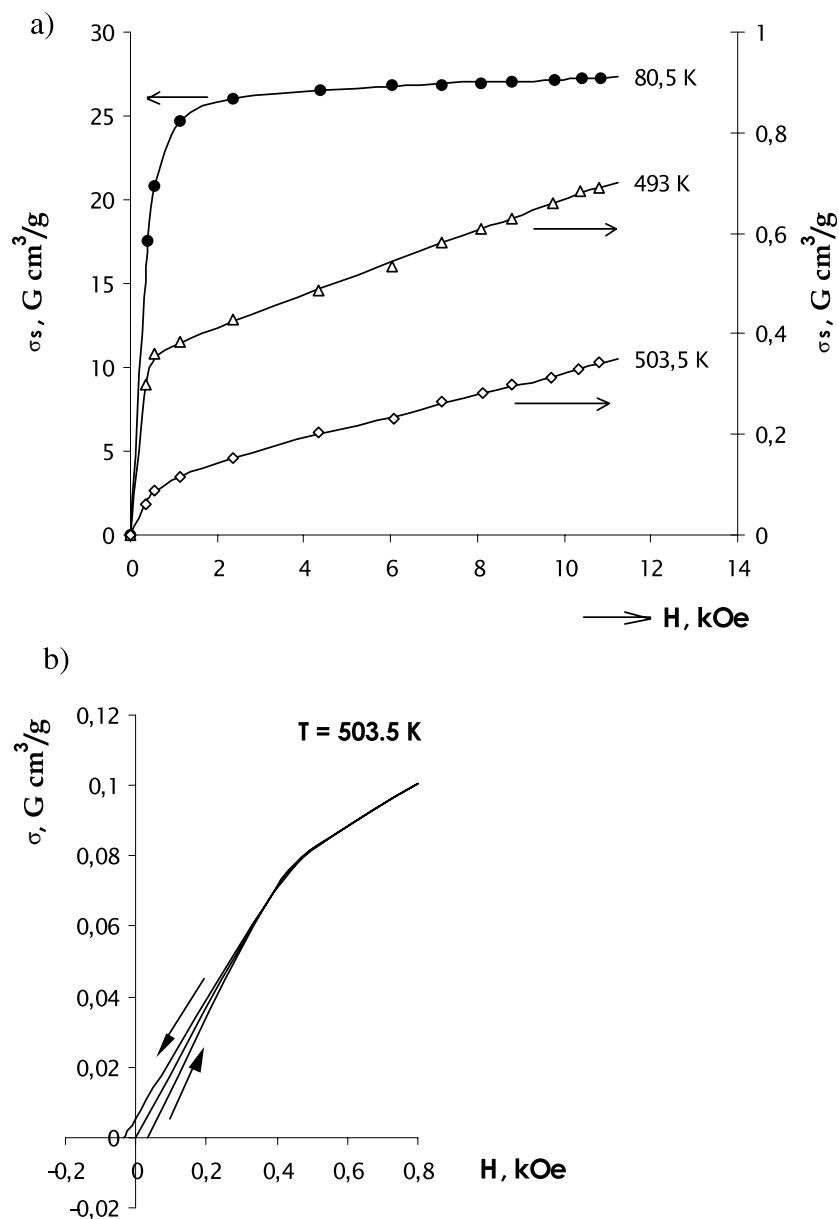 a)
30
25
20
15
10
5
0
σs, G cm³/g
1
0,8
0,6
0,4
0,2
0
σs, G cm³/g
80,5 K
493 K
503,5 K
0 2 4 6 8 10 12 14
H, kOe
b)
T = 503.5 K
0,12
0,1
0,08
0,06
0,04
0,02
0
-0,02
σ, G cm³/g
-0,2 0 0,2 0,4 0,6 0,8
H, kOe